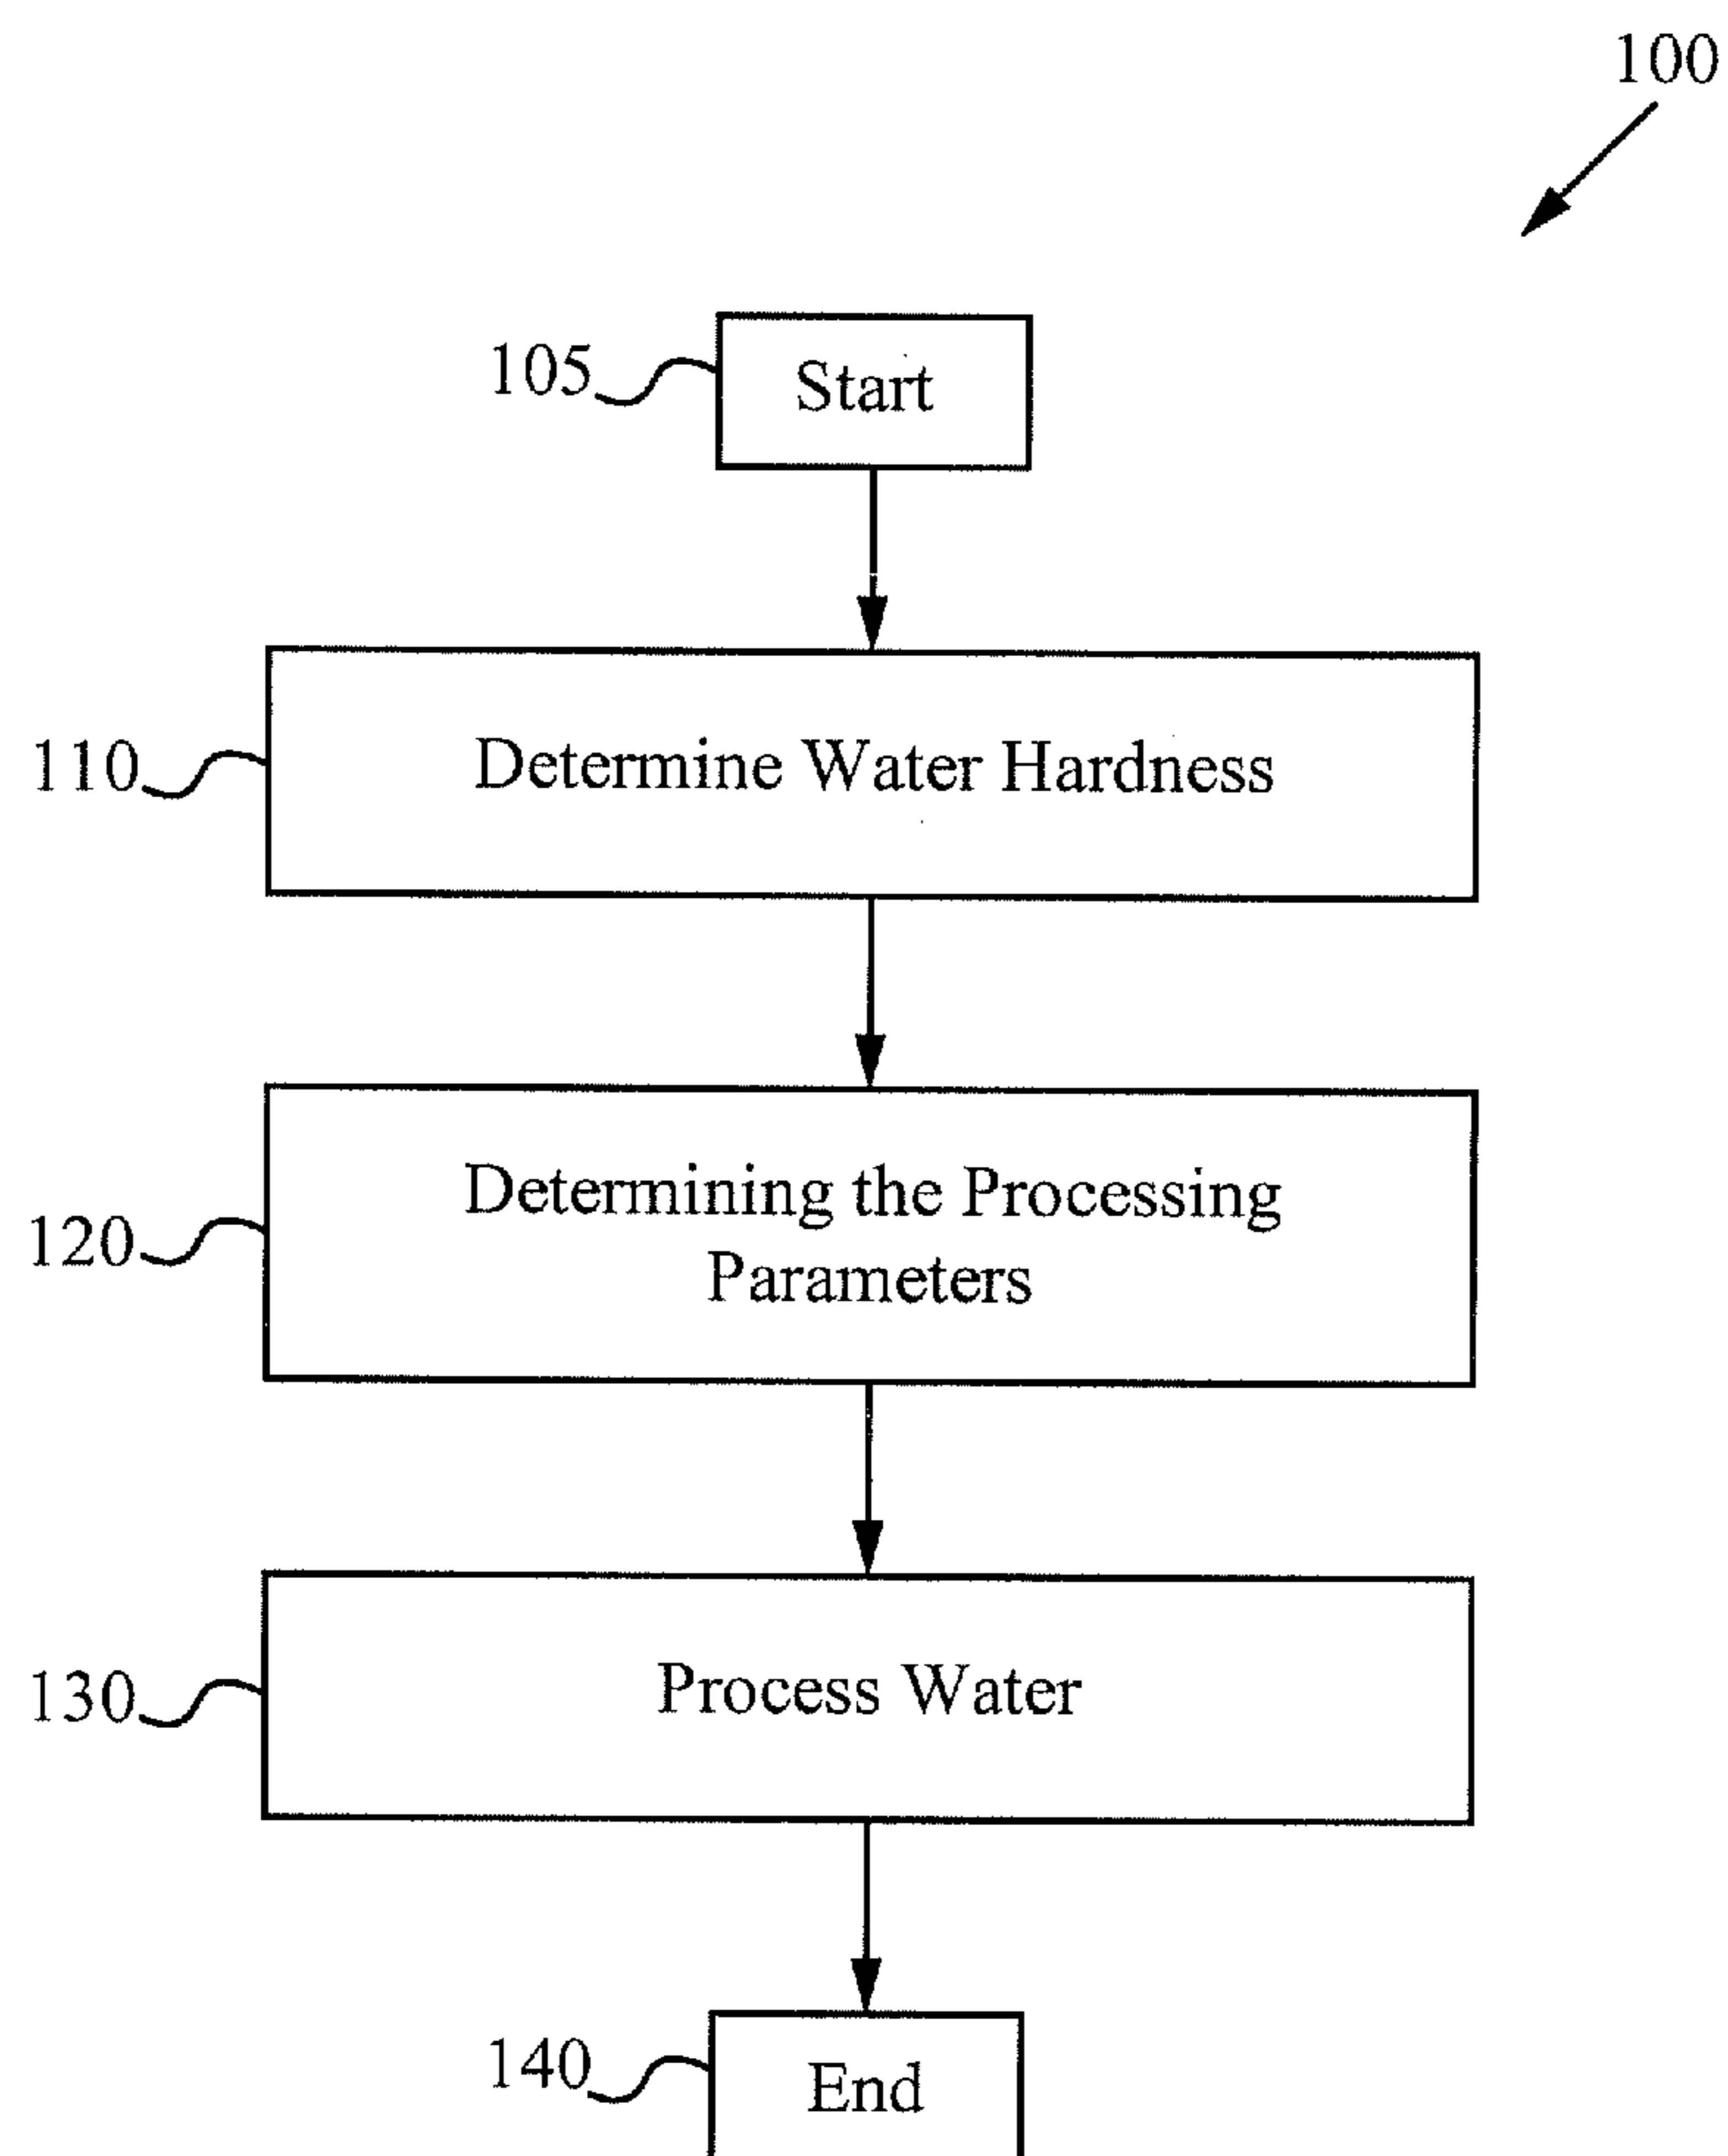 100
105
Start
110
Determine Water Hardness
120
Determining the Processing
Parameters
130
Process Water
140
End